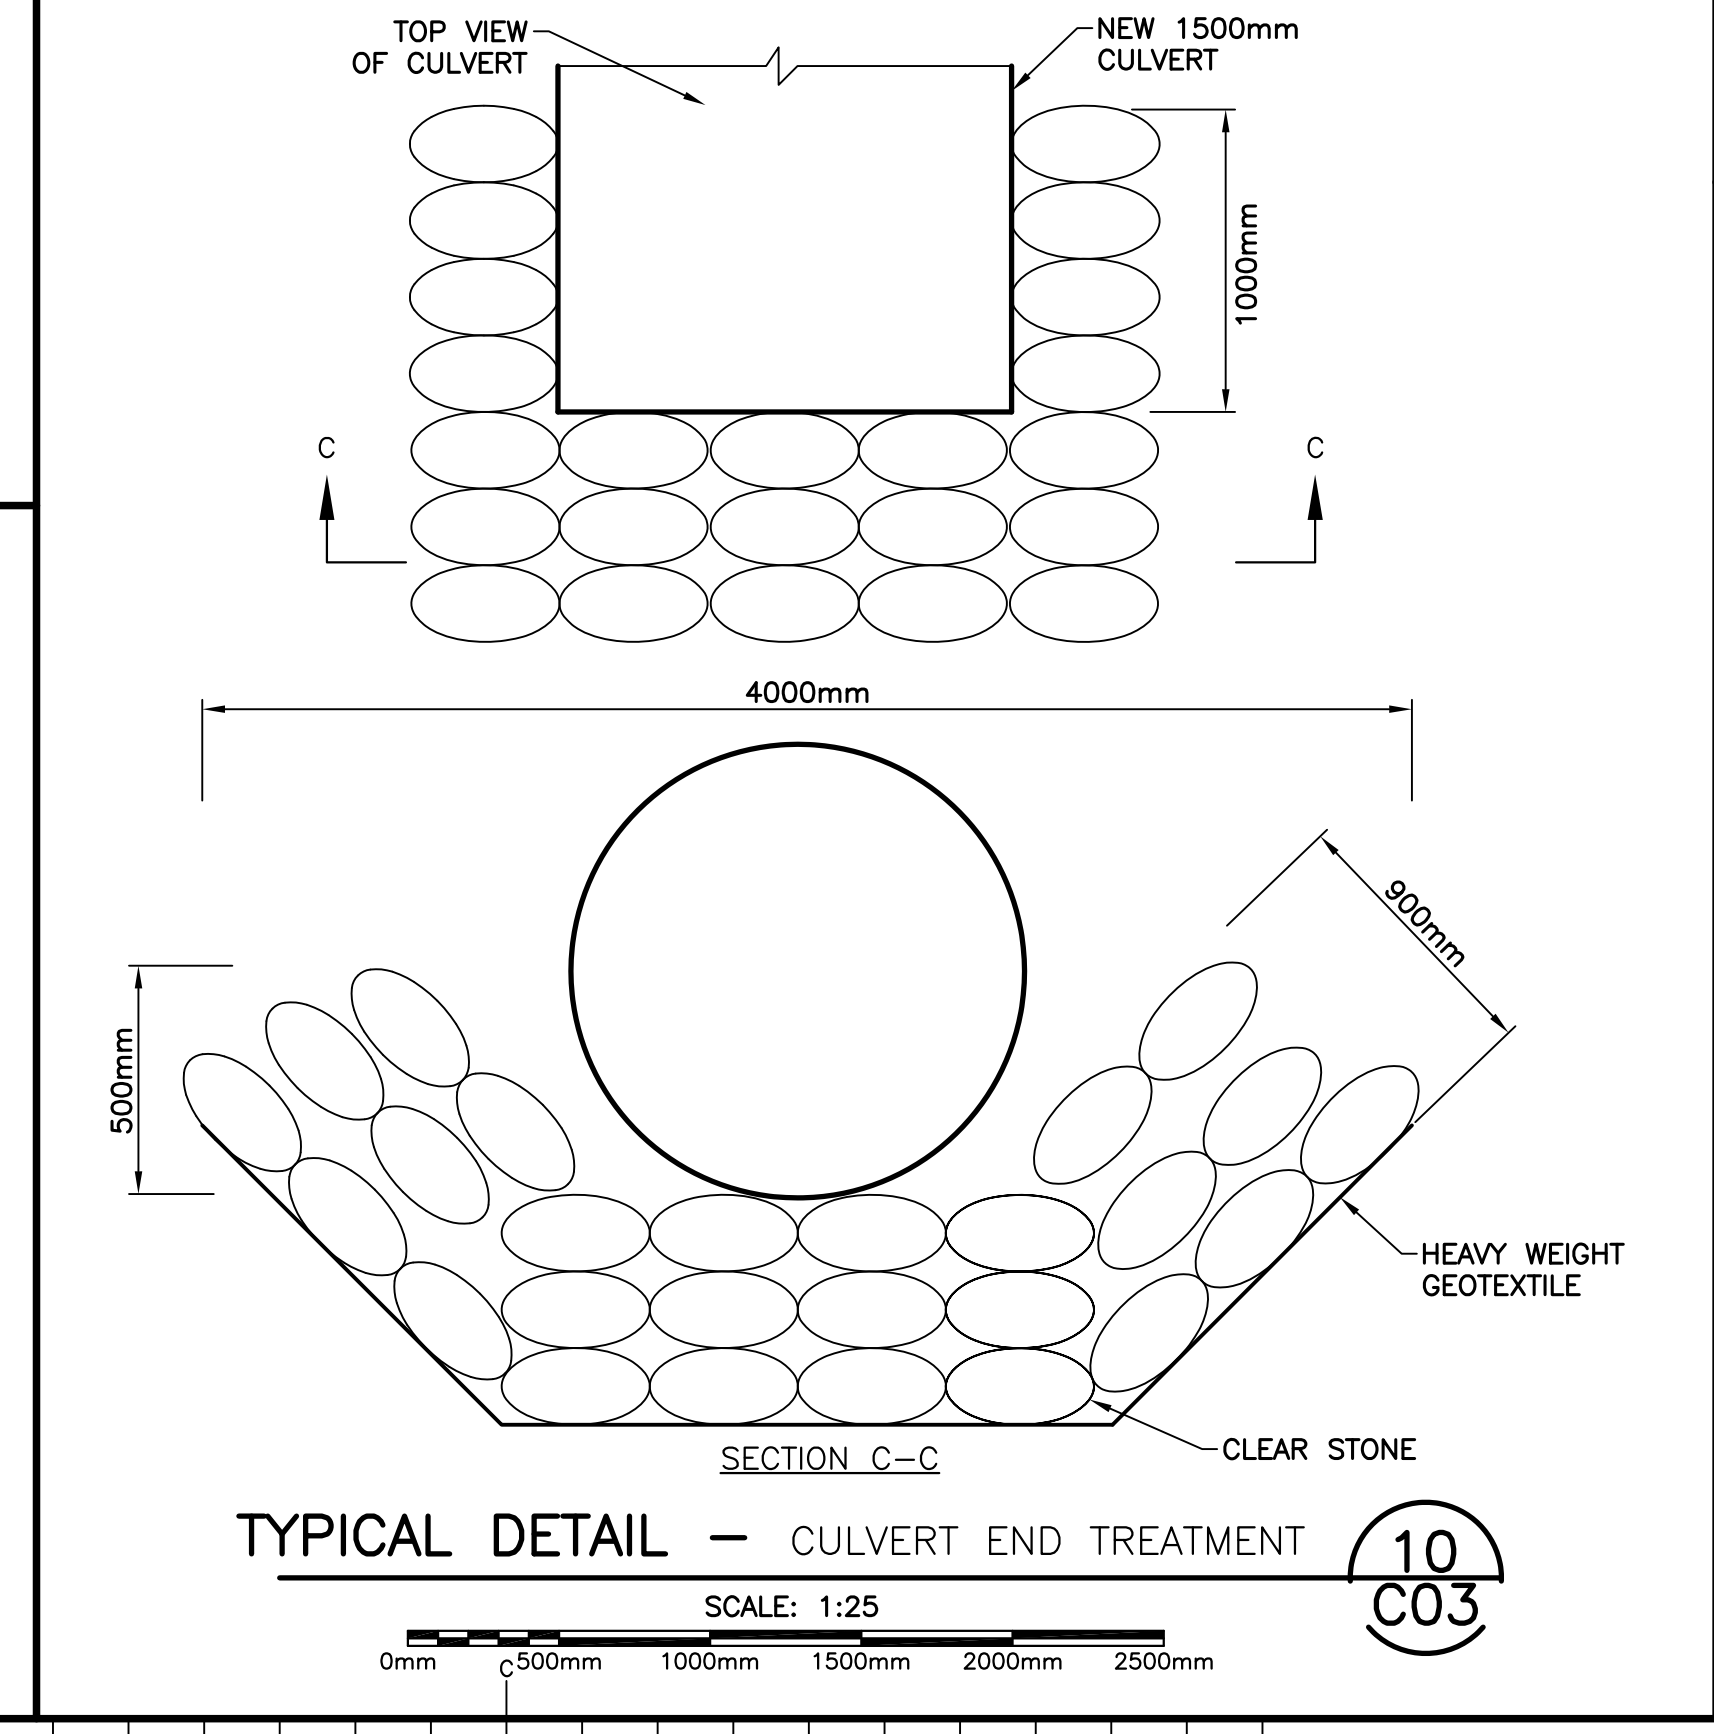 TOP VIEW
OF CULVERT
NEW 1500mm
CULVERT
1000mm
C
C
4000mm
900mm
500mm
HEAVY WEIGHT
GEOTEXTILE
CLEAR STONE
SECTION C-C
TYPICAL DETAIL - CULVERT END TREATMENT
10
C03
SCALE: 1:25
0mm 500mm 1000mm 1500mm 2000mm 2500mm
C